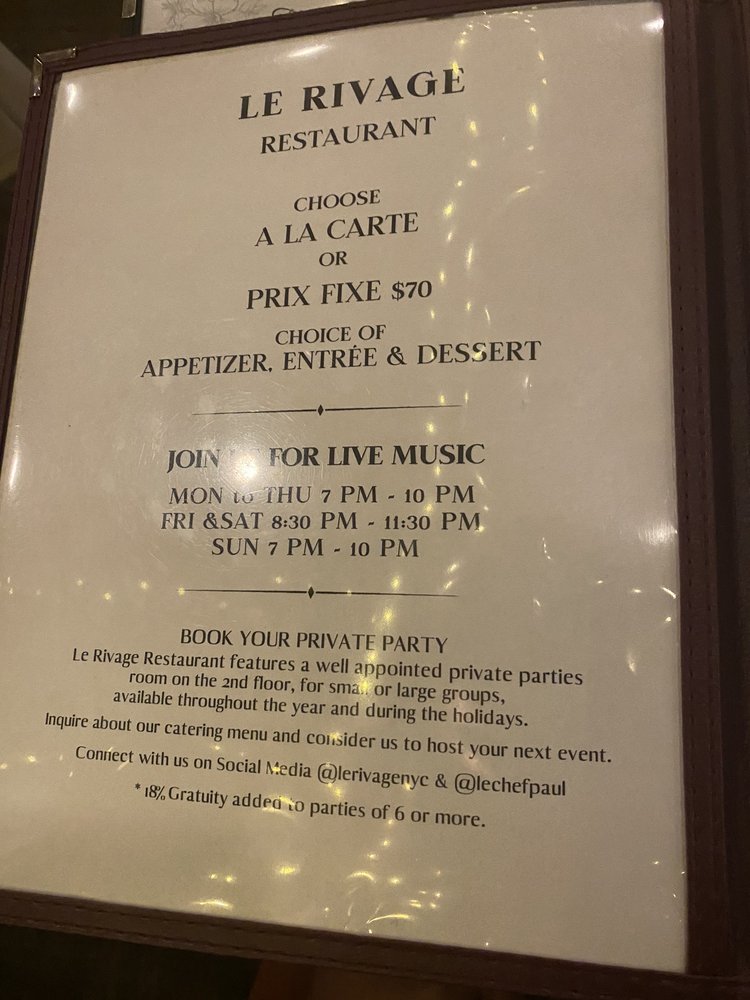 LE RIVAGE
RESTAURANT
CHOOSE
A LA CARTE
OR
PRIX FIXE $70
CHOICE OF
APPETIZER, ENTRÉE & DESSERT
JOIN FOR LIVE MUSIC
MON to THU 7 PM - 10 PM
FRI &SAT 8:30 PM - 11:30 PM
SUN 7 PM - 10 PM
BOOK YOUR PRIVATE PARTY
Le Rivage Restaurant features a well appointed private parties
room on the 2nd floor, for small or large groups,
available throughout the year and during the holidays.
Inquire about our catering menu and consider us to host your next event.
Connect with us on Social Media @lerivagenyc & @lechefpaul
* 18% Gratuity added to parties of 6 or more.